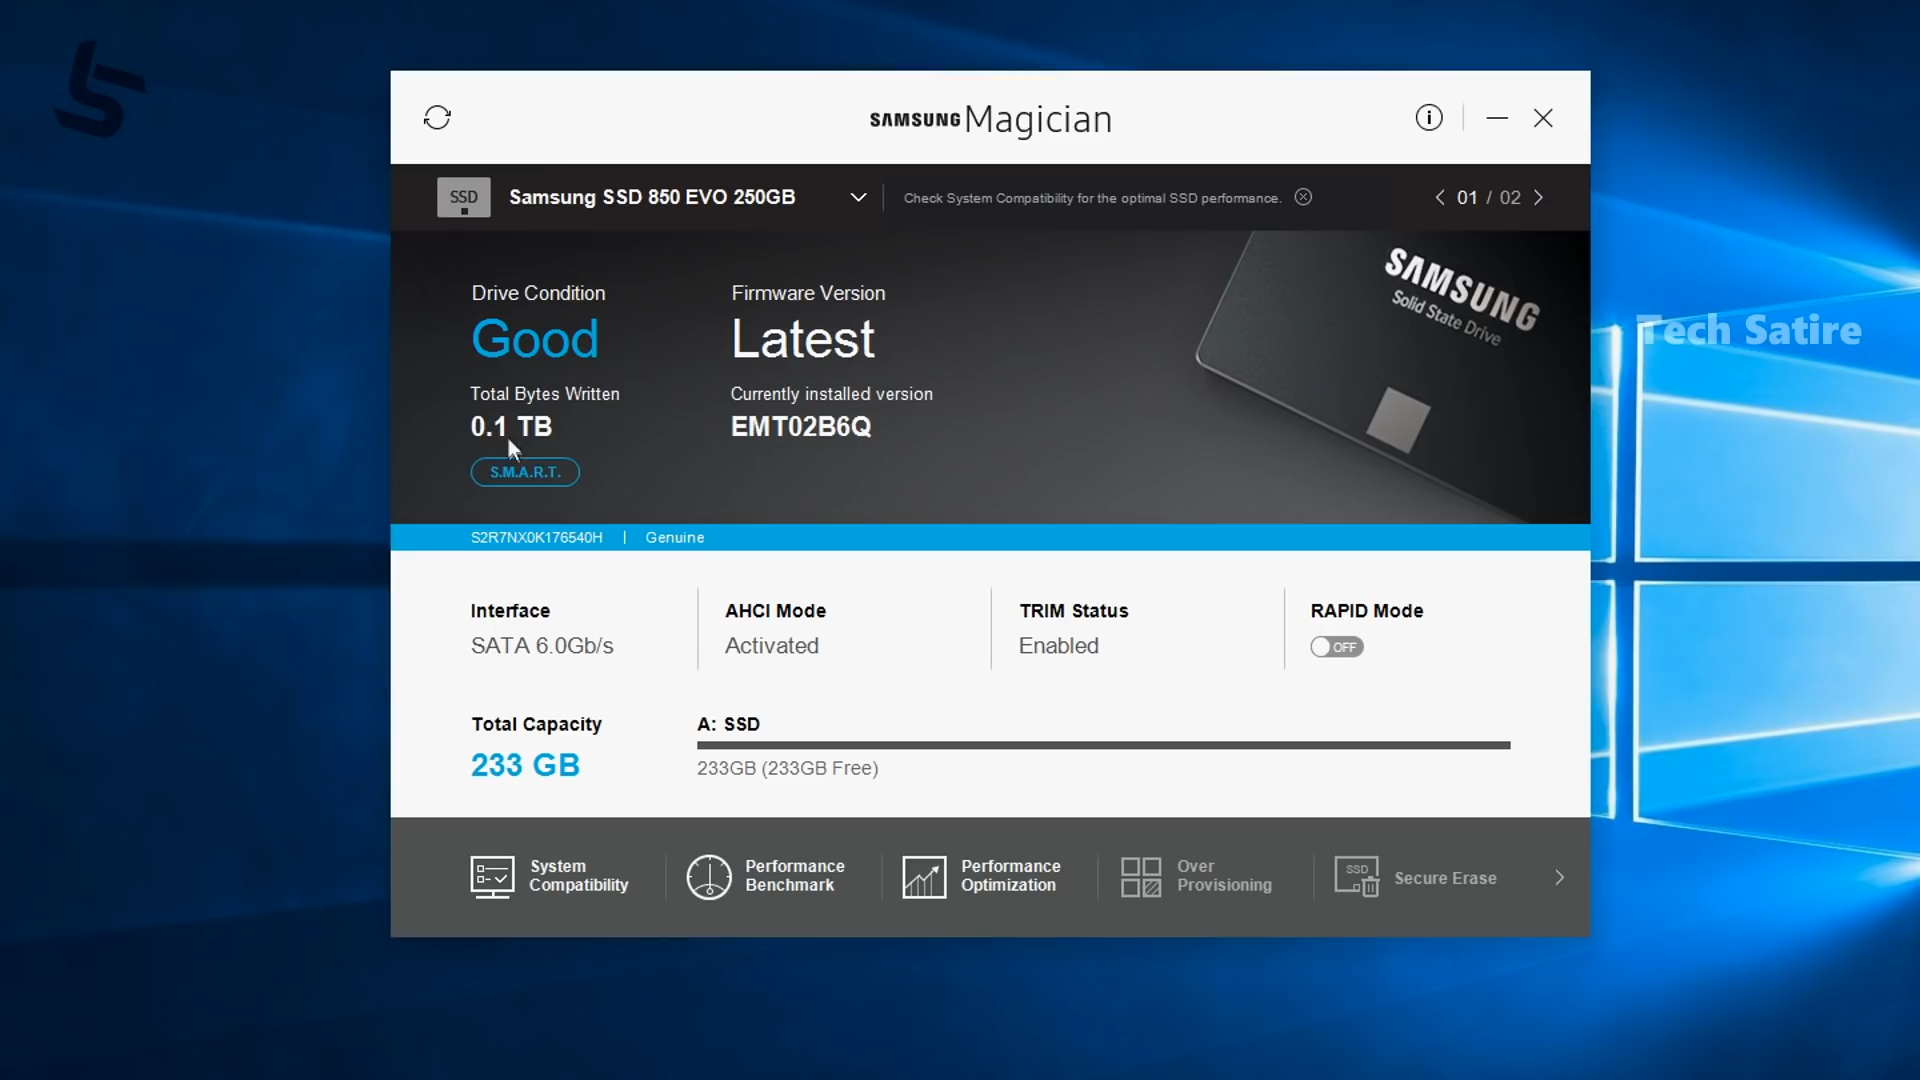 SAMSUNG Magician
SSD
Samsung SSD 850 EVO 250GB
Check System Compatibility for the optimal SSD performance.
01 / 02
SAMSUNG
Solid State Drive
Drive Condition
Good
Firmware Version
Latest
Tech Satire
Total Bytes Written
0.1 TB
Currently installed version
EMT02B6Q
S.M.A.R.T.
S2R7NX0K176540H | Genuine
Interface
SATA 6.0Gb/s
AHCI Mode
Activated
TRIM Status
Enabled
RAPID Mode
OFF
Total Capacity
233 GB
A: SSD
233GB (233GB Free)
System
Compatibility
Performance
Benchmark
Performance
Optimization
Over
Provisioning
SSD
Secure Erase